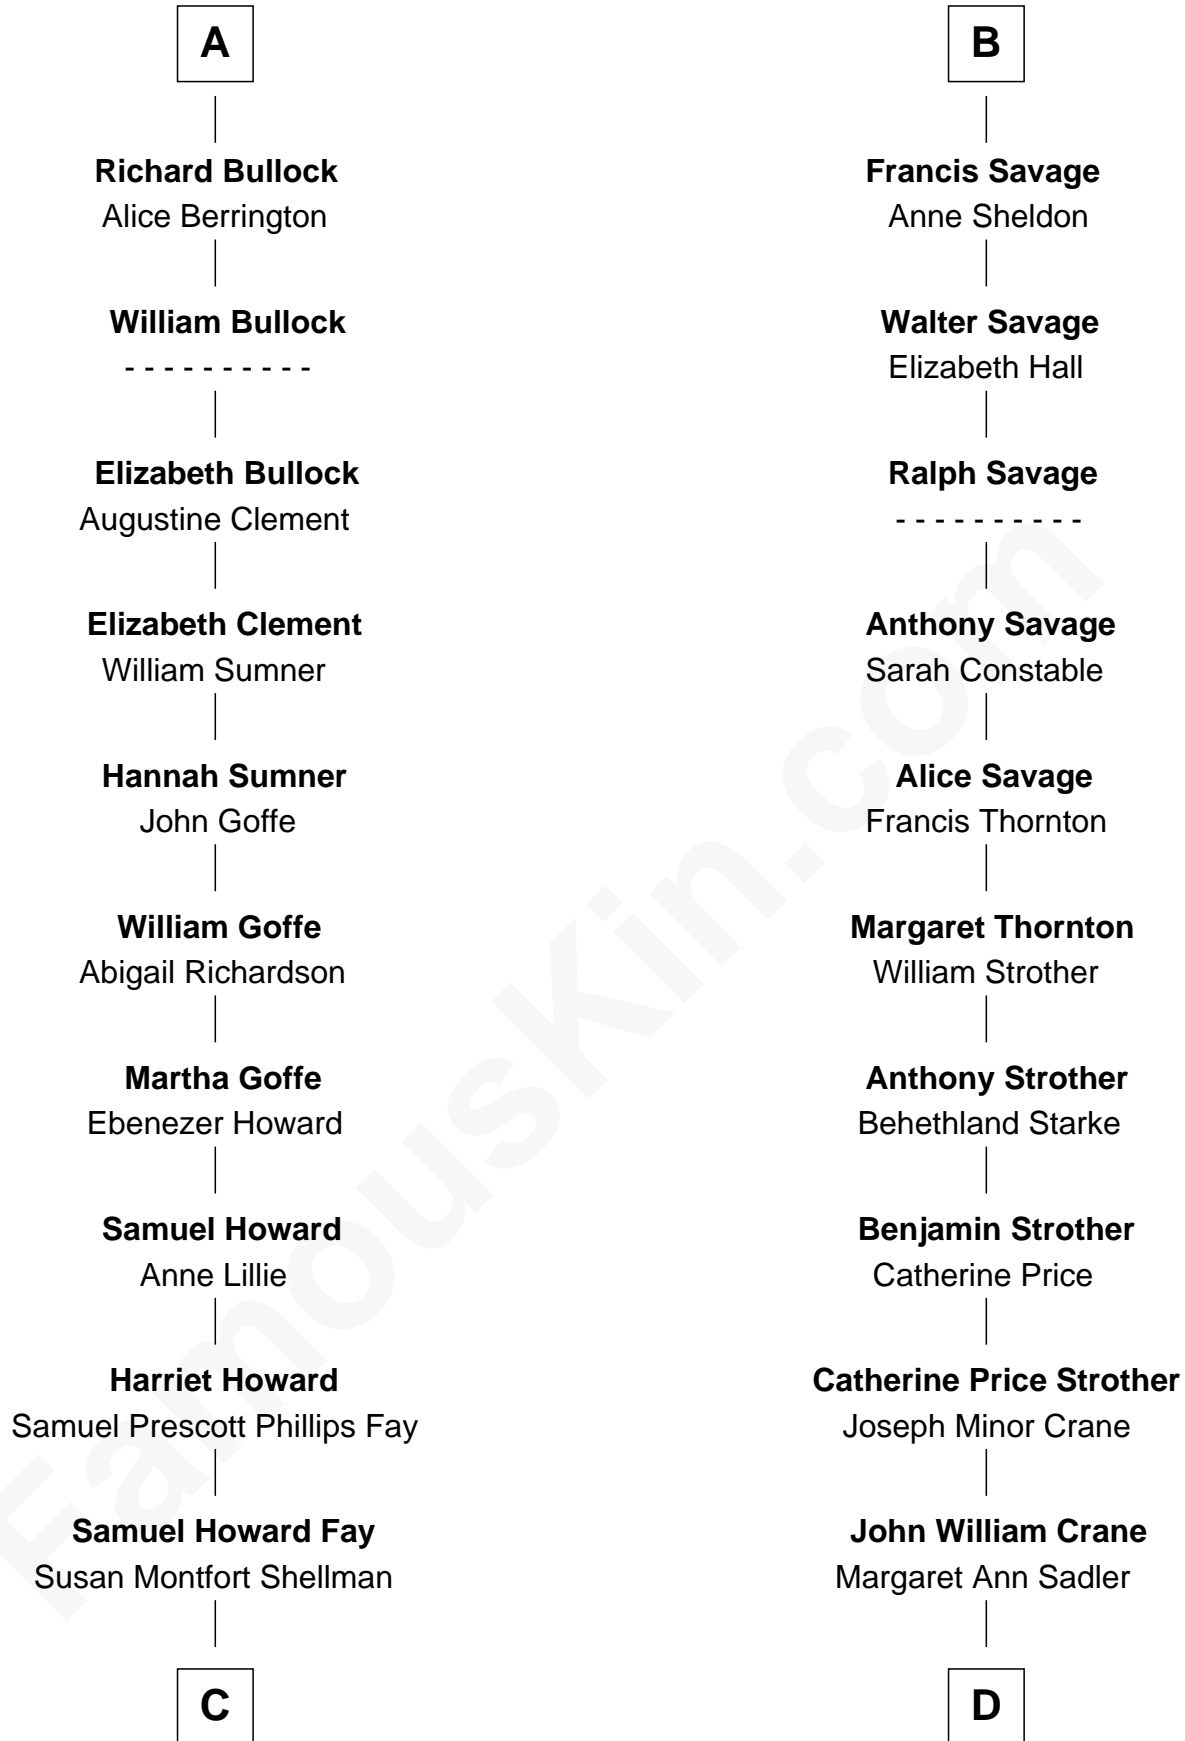 A
Richard Bullock
Alice Berrington
William Bullock
- - - - - - - - - -
Elizabeth Bullock
Augustine Clement
Elizabeth Clement
William Sumner
Hannah Sumner
John Goffe
William Goffe
Abigail Richardson
Martha Goffe
Ebenezer Howard
Samuel Howard
Anne Lillie
Harriet Howard
Samuel Prescott Phillips Fay
Samuel Howard Fay
Susan Montfort Shellman
C
B
Francis Savage
Anne Sheldon
Walter Savage
Elizabeth Hall
Ralph Savage
- - - - - - - - - -
Anthony Savage
Sarah Constable
Alice Savage
Francis Thornton
Margaret Thornton
William Strother
Anthony Strother
Behethland Starke
Benjamin Strother
Catherine Price
Catherine Price Strother
Joseph Minor Crane
John William Crane
Margaret Ann Sadler
D
FamousKin.com